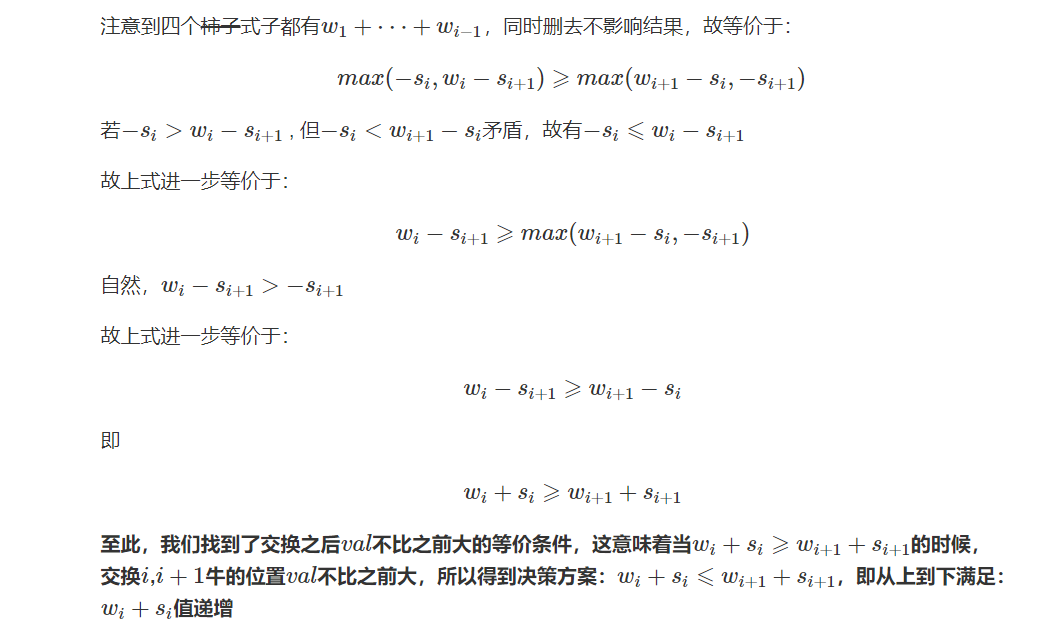 注意到四个~~柿子~~式子都有$w_1 + \cdots + w_{i-1}$，同时删去不影响结果，故等价于：
$max(-s_i, w_i - s_{i+1}) \geqslant max(w_{i+1} - s_i, -s_{i+1})$
若$-s_i > w_i - s_{i+1}$ , 但$-s_i < w_{i+1} - s_i$矛盾，故有$-s_i \leqslant w_i - s_{i+1}$
故上式进一步等价于：
$w_i - s_{i+1} \geqslant max(w_{i+1} - s_i, -s_{i+1})$
自然，$w_i - s_{i+1} > -s_{i+1}$
故上式进一步等价于：
$w_i - s_{i+1} \geqslant w_{i+1} - s_i$
即
$w_i + s_i \geqslant w_{i+1} + s_{i+1}$
至此，我们找到了交换之后$val$不比之前大的等价条件，这意味着当$w_i + s_i \geqslant w_{i+1} + s_{i+1}$的时候，
交换$i$,$i + 1$牛的位置$val$不比之前大，所以得到决策方案：$w_i + s_i \leqslant w_{i+1} + s_{i+1}$，即从上到下满足：
$w_i + s_i$值递增